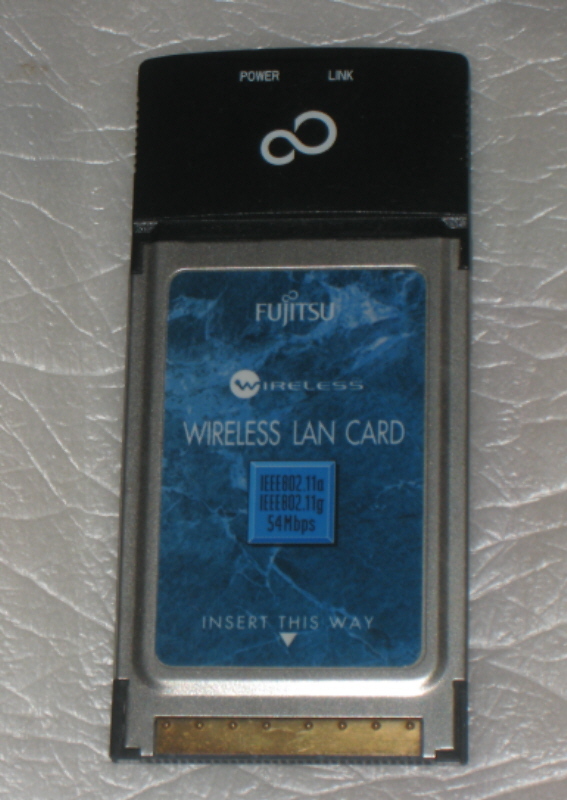 POWER LINK
FUJITSU
WIRELESS
WIRELESS LAN CARD
IEEE802.11a
IEEE802.11g
54Mbps
INSERT THIS WAY